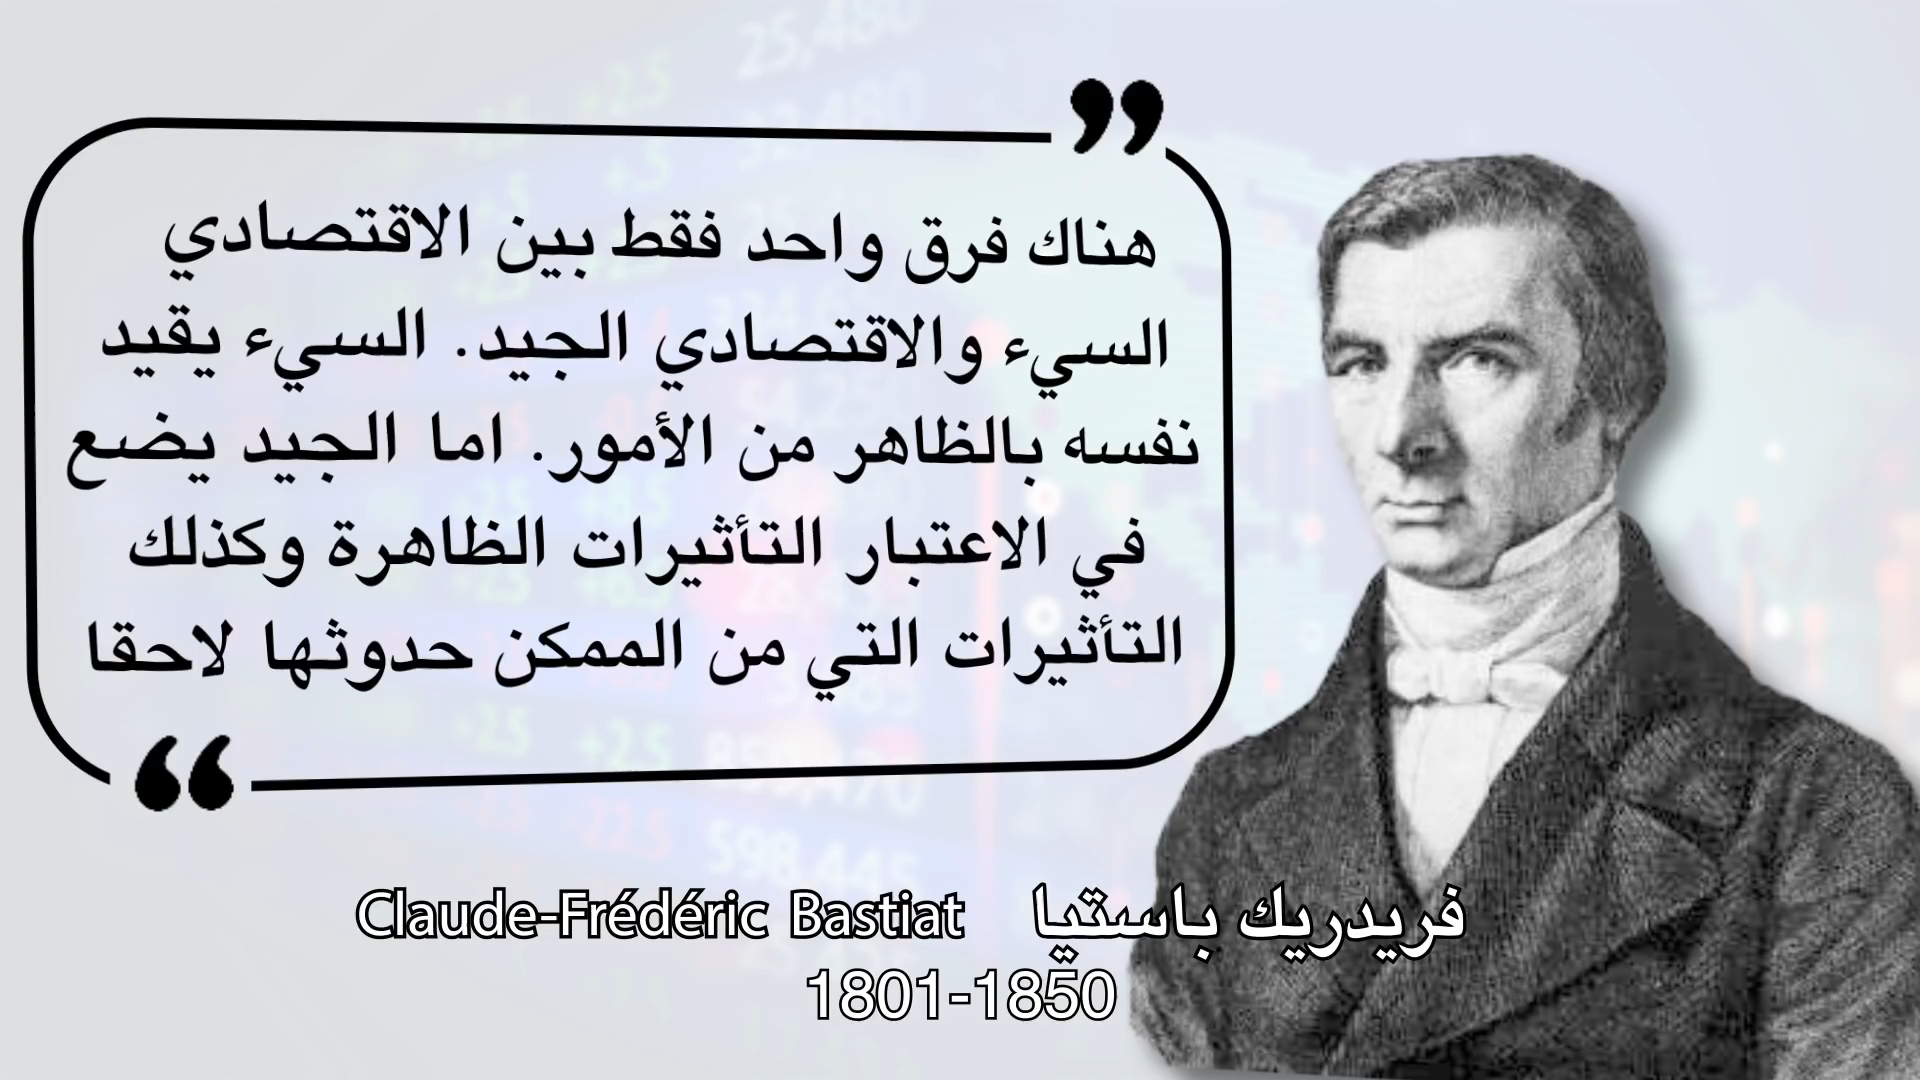 هناك فرق واحد فقط بين الاقتصادي
السيء والاقتصادي الجيد. السيء يقيد
نفسه بالظاهر من الأمور. اما الجيد يضع
في الاعتبار التأثيرات الظاهرة وكذلك
التأثيرات التي من الممكن حدوثها لاحقا
Claude-Frédéric Bastiat فريدريك باستيا
1801-1850